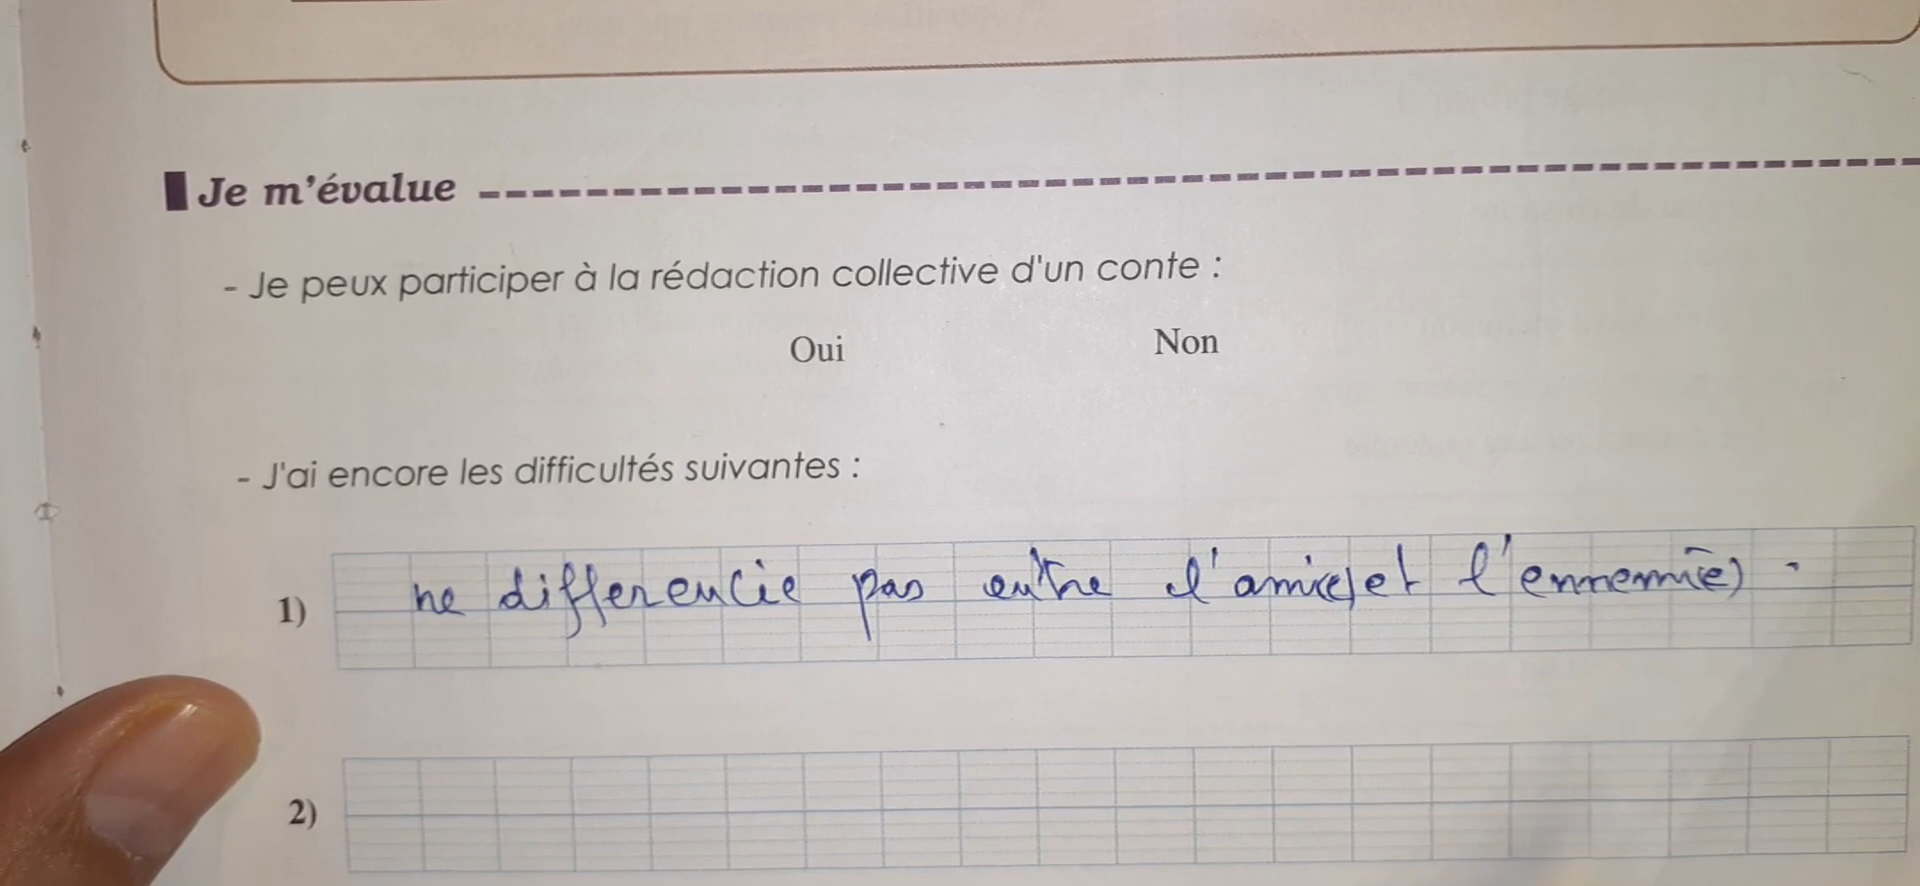 Je m'évalue
- Je peux participer à la rédaction collective d'un conte :
Oui Non
- J'ai encore les difficultés suivantes :
1) ne differencie pas entre l'ami(e) et l'ennemi(e).
2)